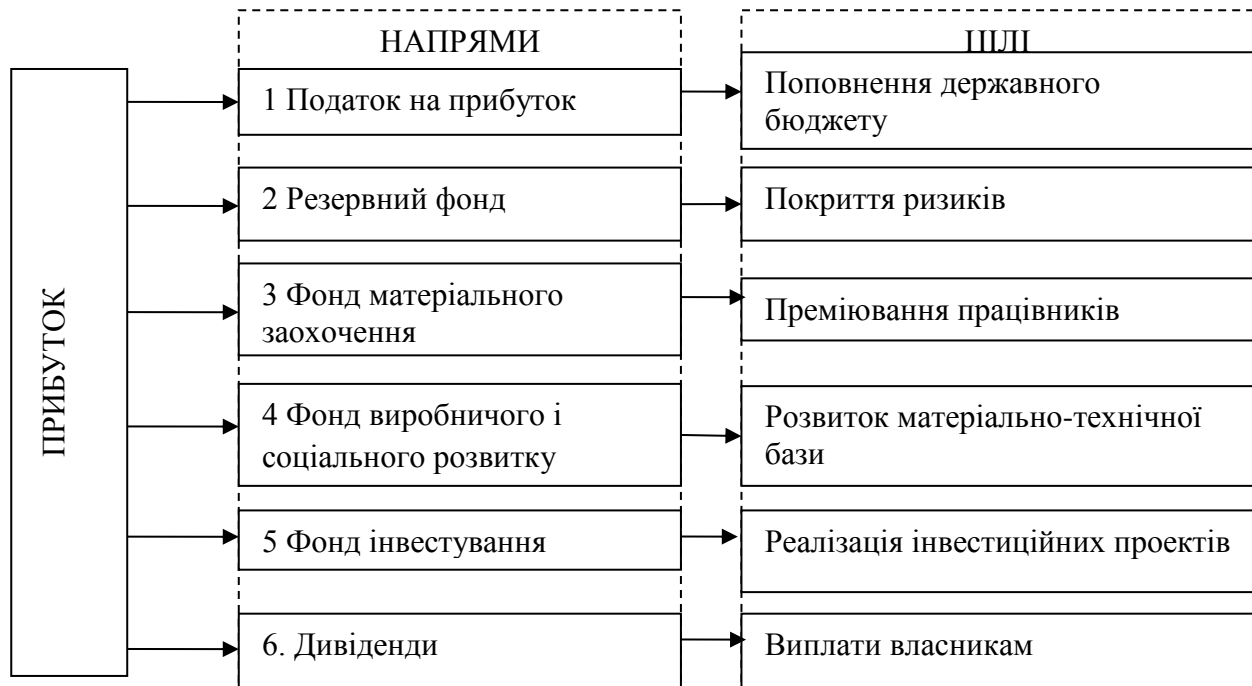 НАПРЯМИ
ЦІЛІ
ПРИБУТОК
1 Податок на прибуток
Поповнення державного
бюджету
2 Резервний фонд
Покриття ризиків
3 Фонд матеріального
заохочення
Преміювання працівників
4 Фонд виробничого і
соціального розвитку
Розвиток матеріально-технічної
бази
5 Фонд інвестування
Реалізація інвестиційних проектів
6. Дивіденди
Виплати власникам